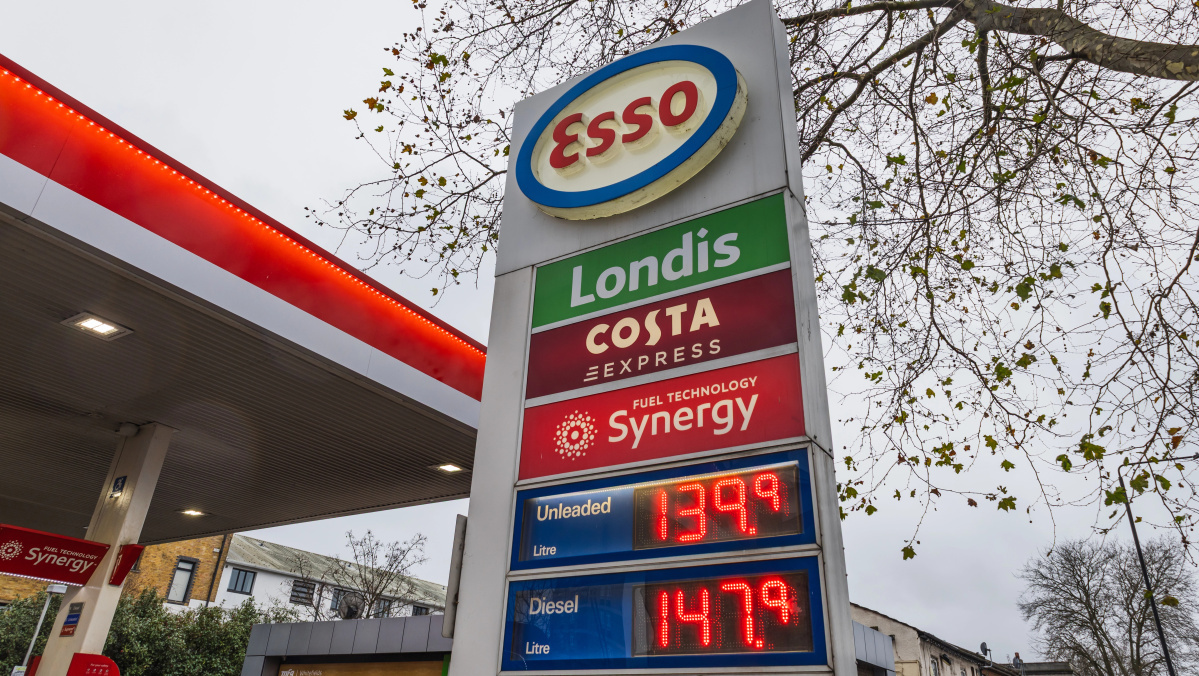 Esso
Londis
COSTA
EXPRESS
FUEL TECHNOLOGY
Synergy
Unleaded
139.9
Litre
Diesel
147.9
Litre
FUEL TECHNOLOGY
Synergy